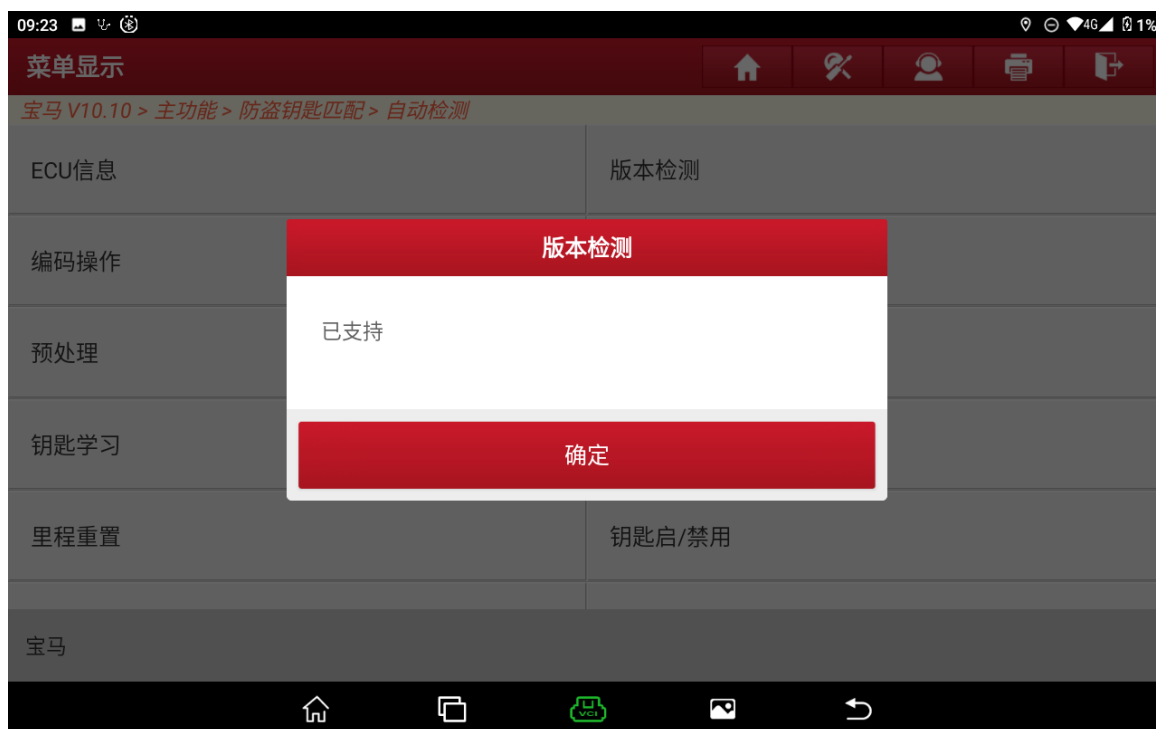 09:23 4G 1%
菜单显示
宝马 V10.10 > 主功能 > 防盗钥匙匹配 > 自动检测
ECU信息 版本检测
编码操作
版本检测
已支持
预处理
钥匙学习
确定
里程重置 钥匙启/禁用
宝马
VCI